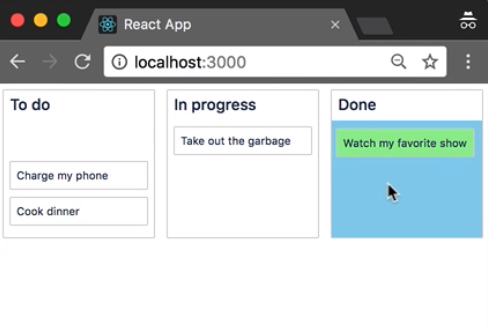 React App
localhost:3000
To do
In progress
Done
Take out the garbage
Watch my favorite show
Charge my phone
Cook dinner